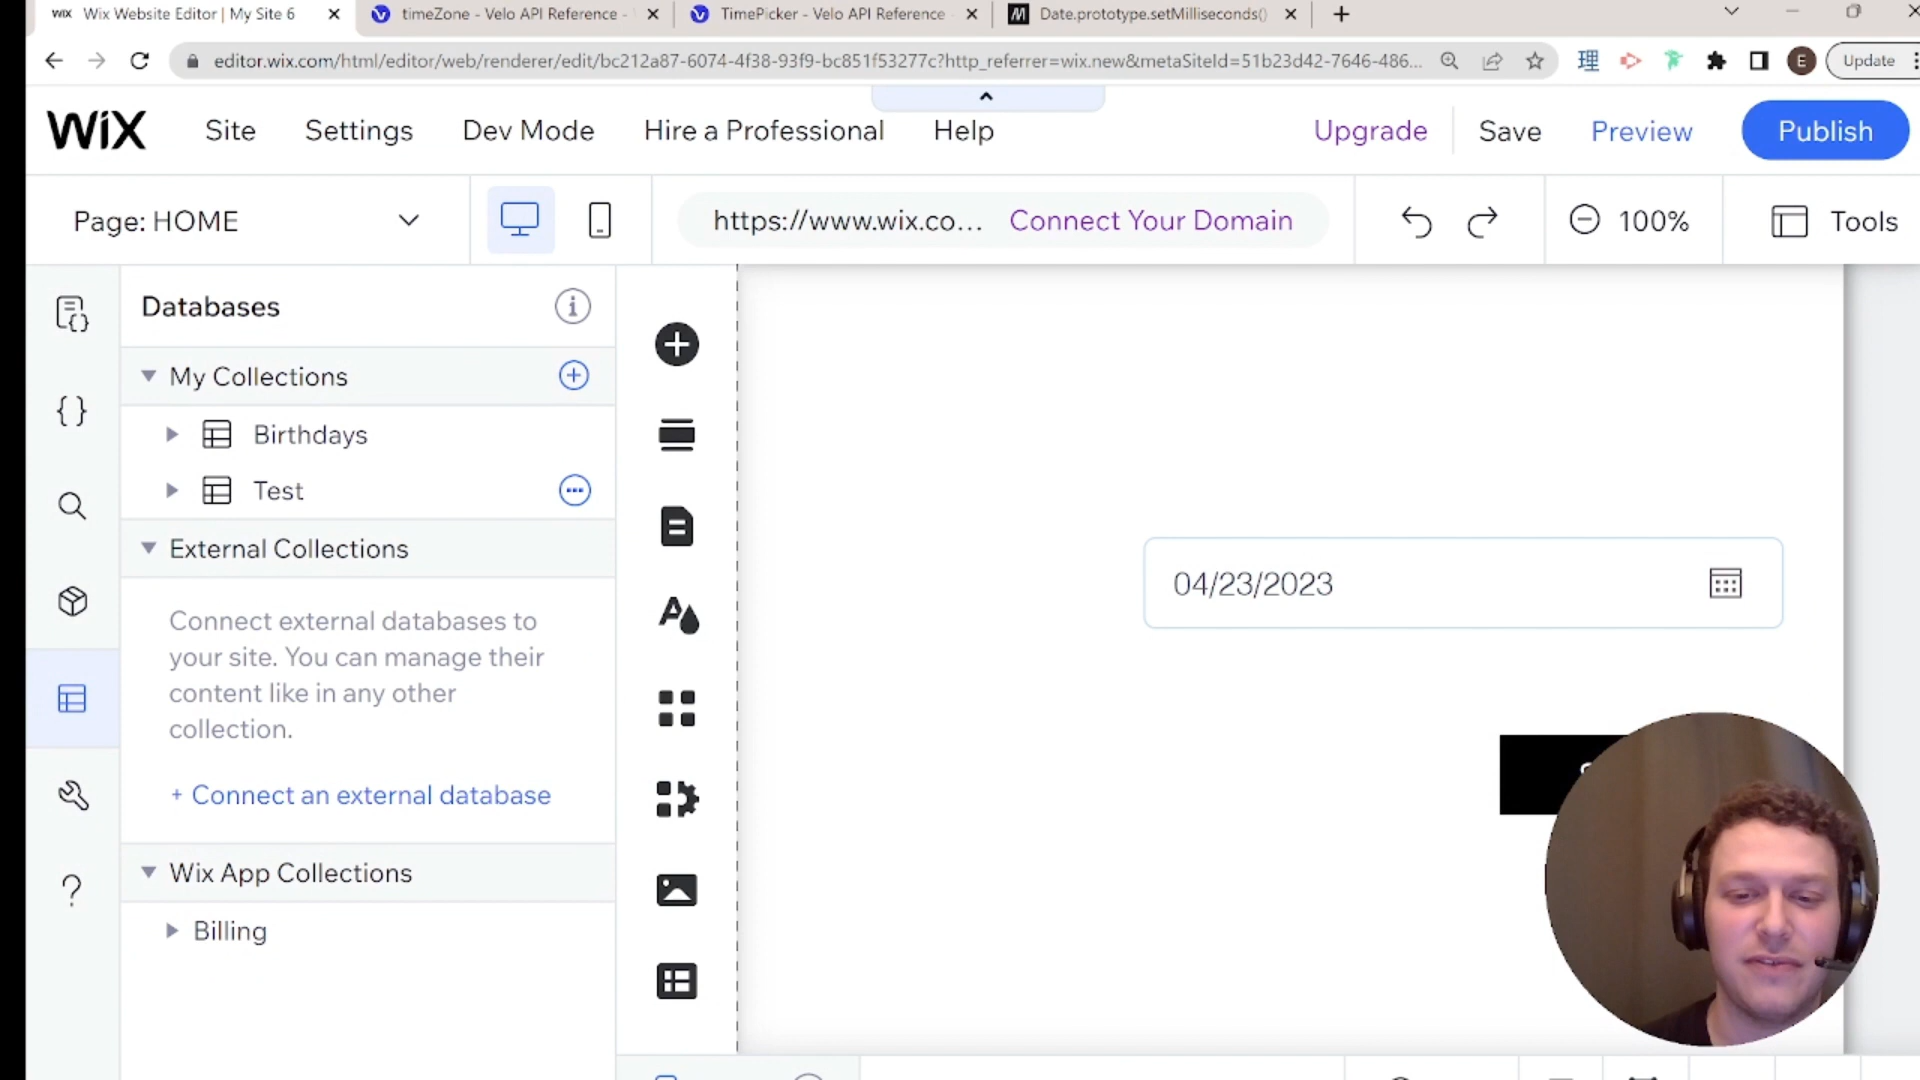 WIX Wix Website Editor | My Site 6
timeZone - Velo API Reference -
TimePicker - Velo API Reference
Date.prototype.setMilliseconds()
editor.wix.com/html/editor/web/renderer/edit/bc212a87-6074-4f38-93f9-bc851f53277c?http_referrer=wix.new&metaSiteId=51b23d42-7646-486...
理
E
Update
WiX
Site
Settings
Dev Mode
Hire a Professional
Help
Upgrade
Save
Preview
Publish
Page: HOME
https://www.wix.co...
Connect Your Domain
100%
Tools
Databases
My Collections
Birthdays
Test
External Collections
Connect external databases to
your site. You can manage their
content like in any other
collection.
+ Connect an external database
Wix App Collections
Billing
04/23/2023